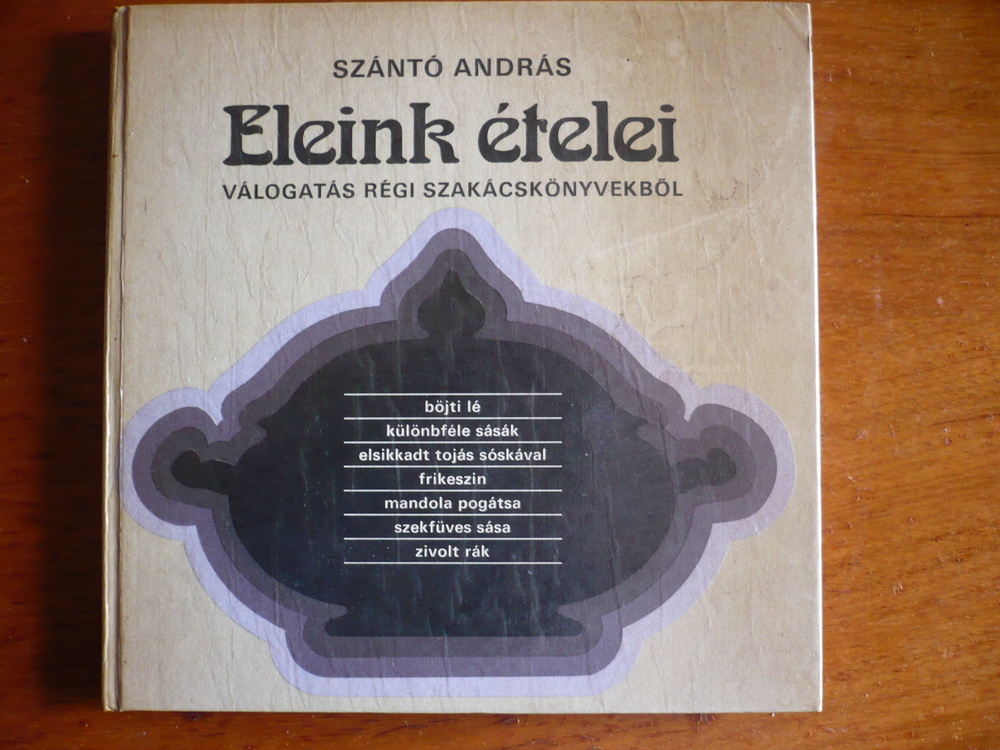 SZÁNTÓ ANDRÁS
Eleink ételei
VÁLOGATÁS RÉGI SZAKÁCSKÖNYVEKBŐL
böjti lé
különbféle sásák
elsikkadt tojás sóskával
frikeszin
mandola pogátsa
szekfüves sása
zivolt rák